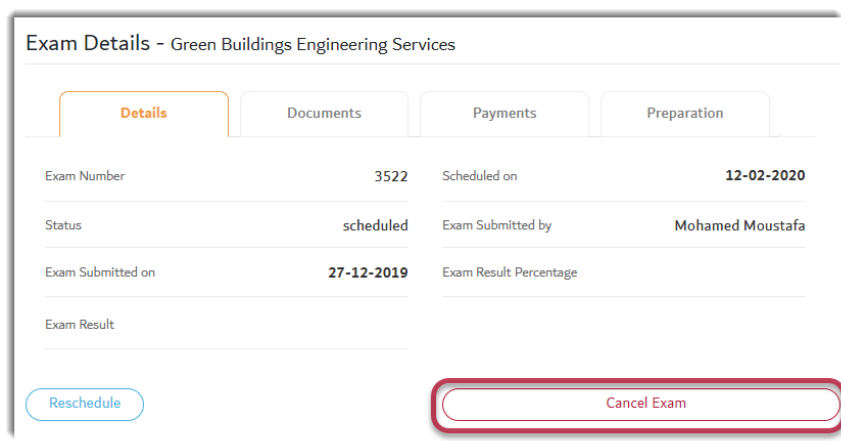 Exam Details - Green Buildings Engineering Services
Details Documents Payments Preparation
Exam Number 3522 Scheduled on 12-02-2020
Status scheduled Exam Submitted by Mohamed Moustafa
Exam Submitted on 27-12-2019 Exam Result Percentage
Exam Result
Reschedule Cancel Exam